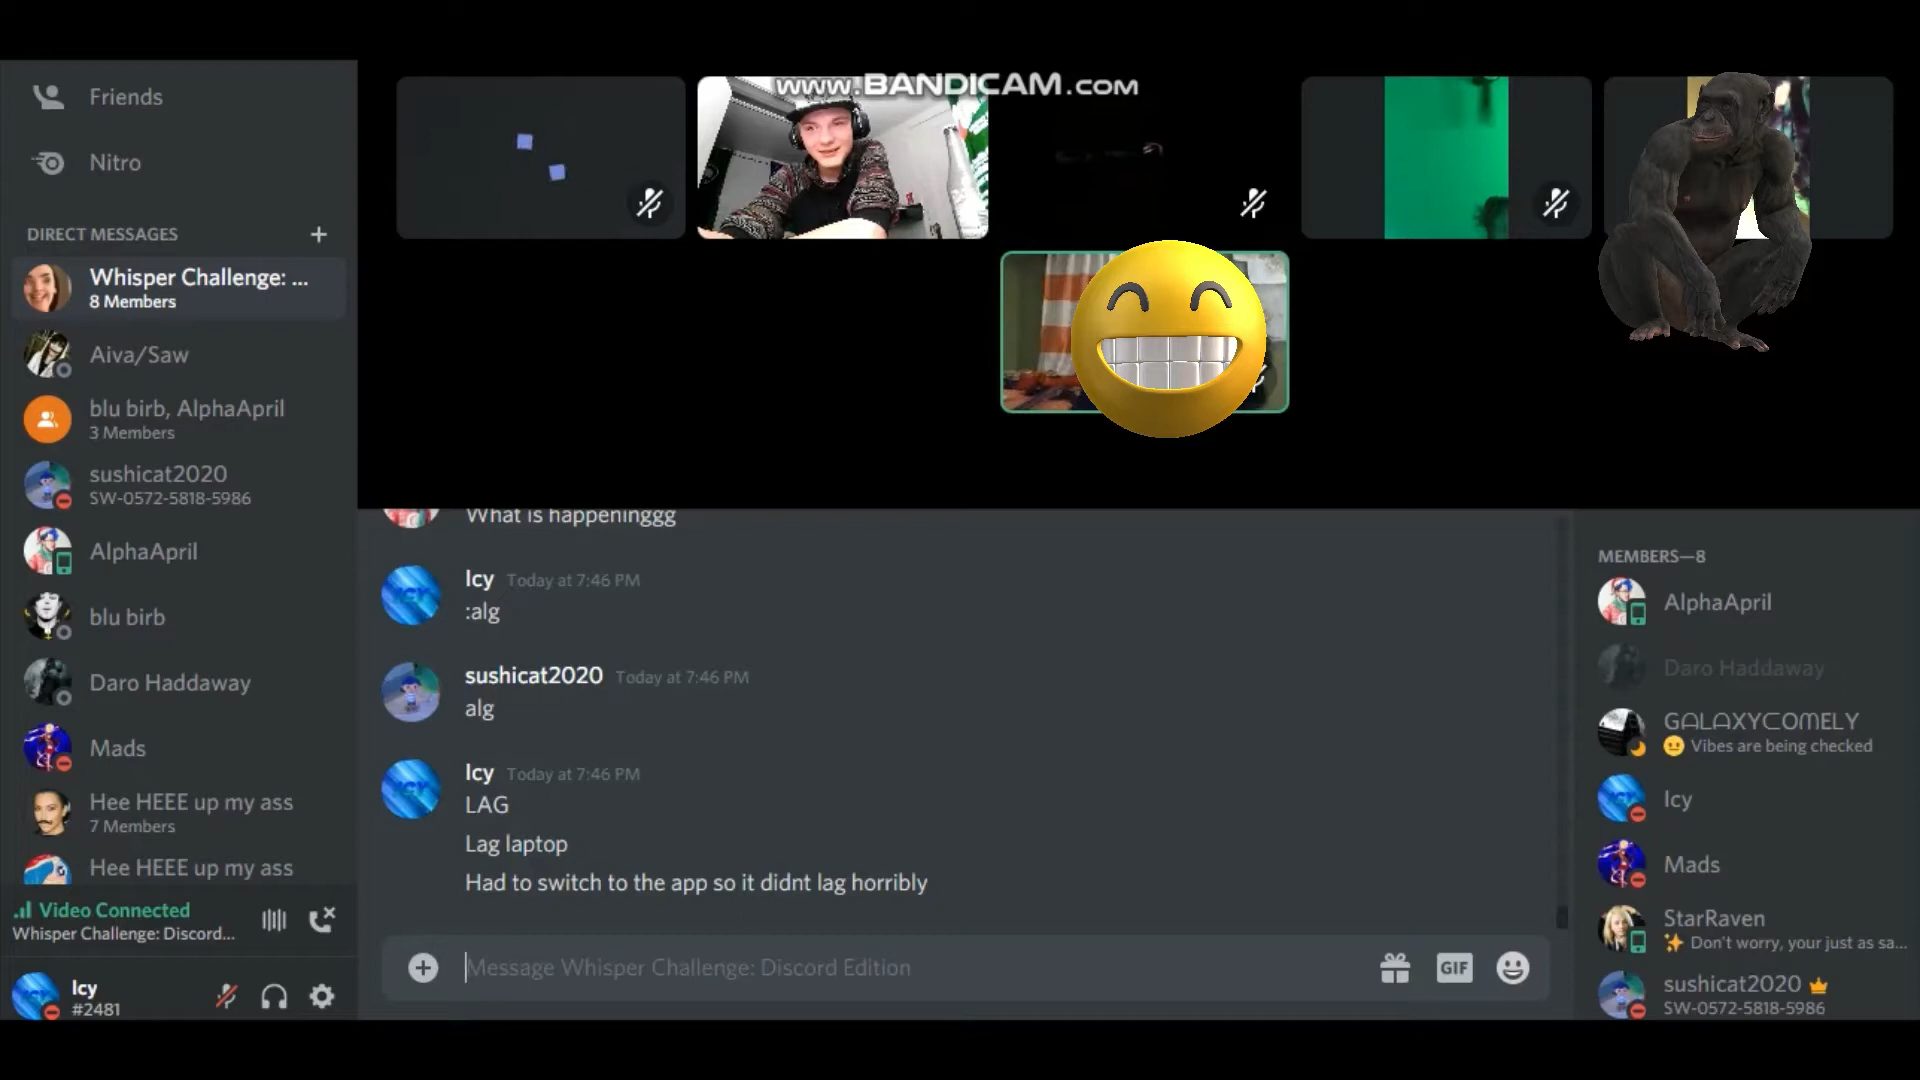 www.BANDICAM.com
Friends
Nitro
DIRECT MESSAGES
Whisper Challenge: ...
8 Members
Aiva/Saw
blu birb, AlphaApril
3 Members
sushicat2020
SW-0572-5818-5986
AlphaApril
blu birb
Daro Haddaway
Mads
Hee HEEE up my ass
7 Members
Hee HEEE up my ass
Video Connected
Whisper Challenge: Discord...
Icy
#2481
What is happeninggg
Icy Today at 7:46 PM
:alg
sushicat2020 Today at 7:46 PM
alg
Icy Today at 7:46 PM
LAG
Lag laptop
Had to switch to the app so it didnt lag horribly
Message Whisper Challenge: Discord Edition
GIF
MEMBERS—8
AlphaApril
Daro Haddaway
GᗩLᗩXYᑕOMELY
Vibes are being checked
Icy
Mads
StarRaven
Don't worry, your just as sa...
sushicat2020
SW-0572-5818-5986